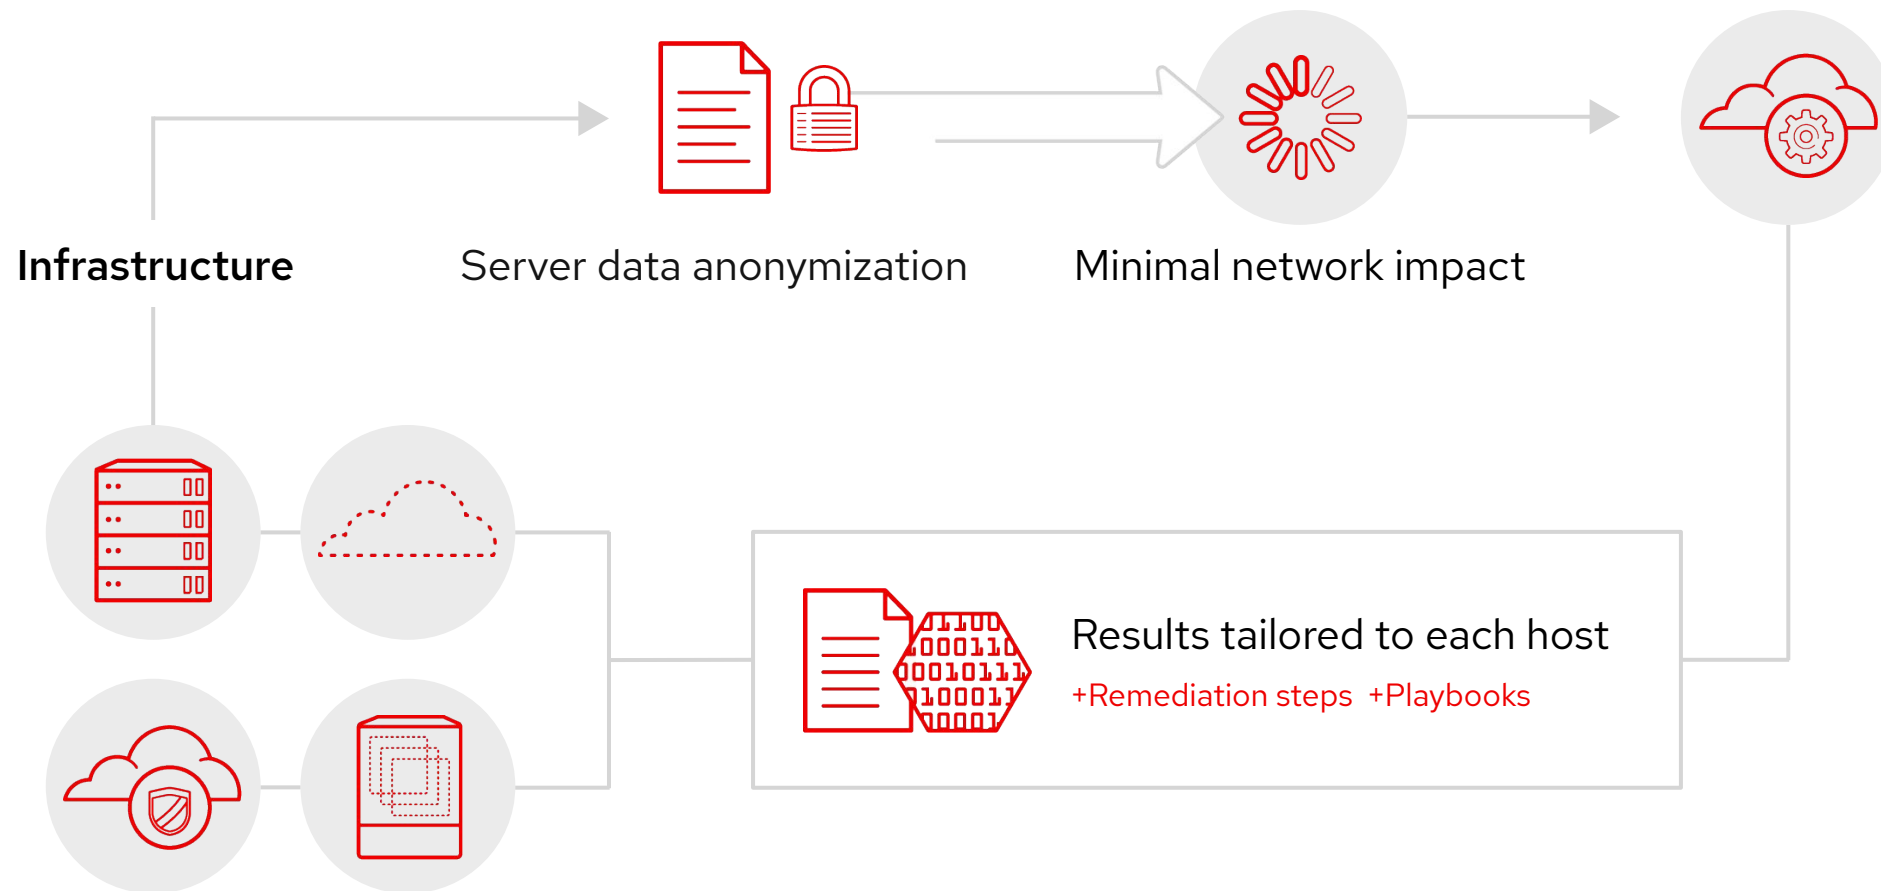 Infrastructure
Server data anonymization
Minimal network impact
Results tailored to each host
+Remediation steps +Playbooks